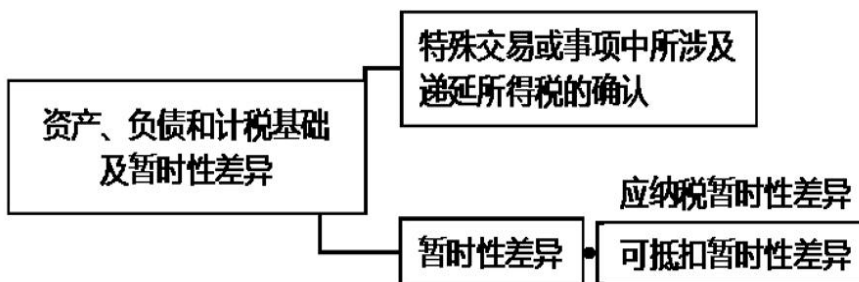 特殊交易或事项中所涉及
递延所得税的确认
资产、负债和计税基础
及暂时性差异
应纳税暂时性差异
暂时性差异
可抵扣暂时性差异